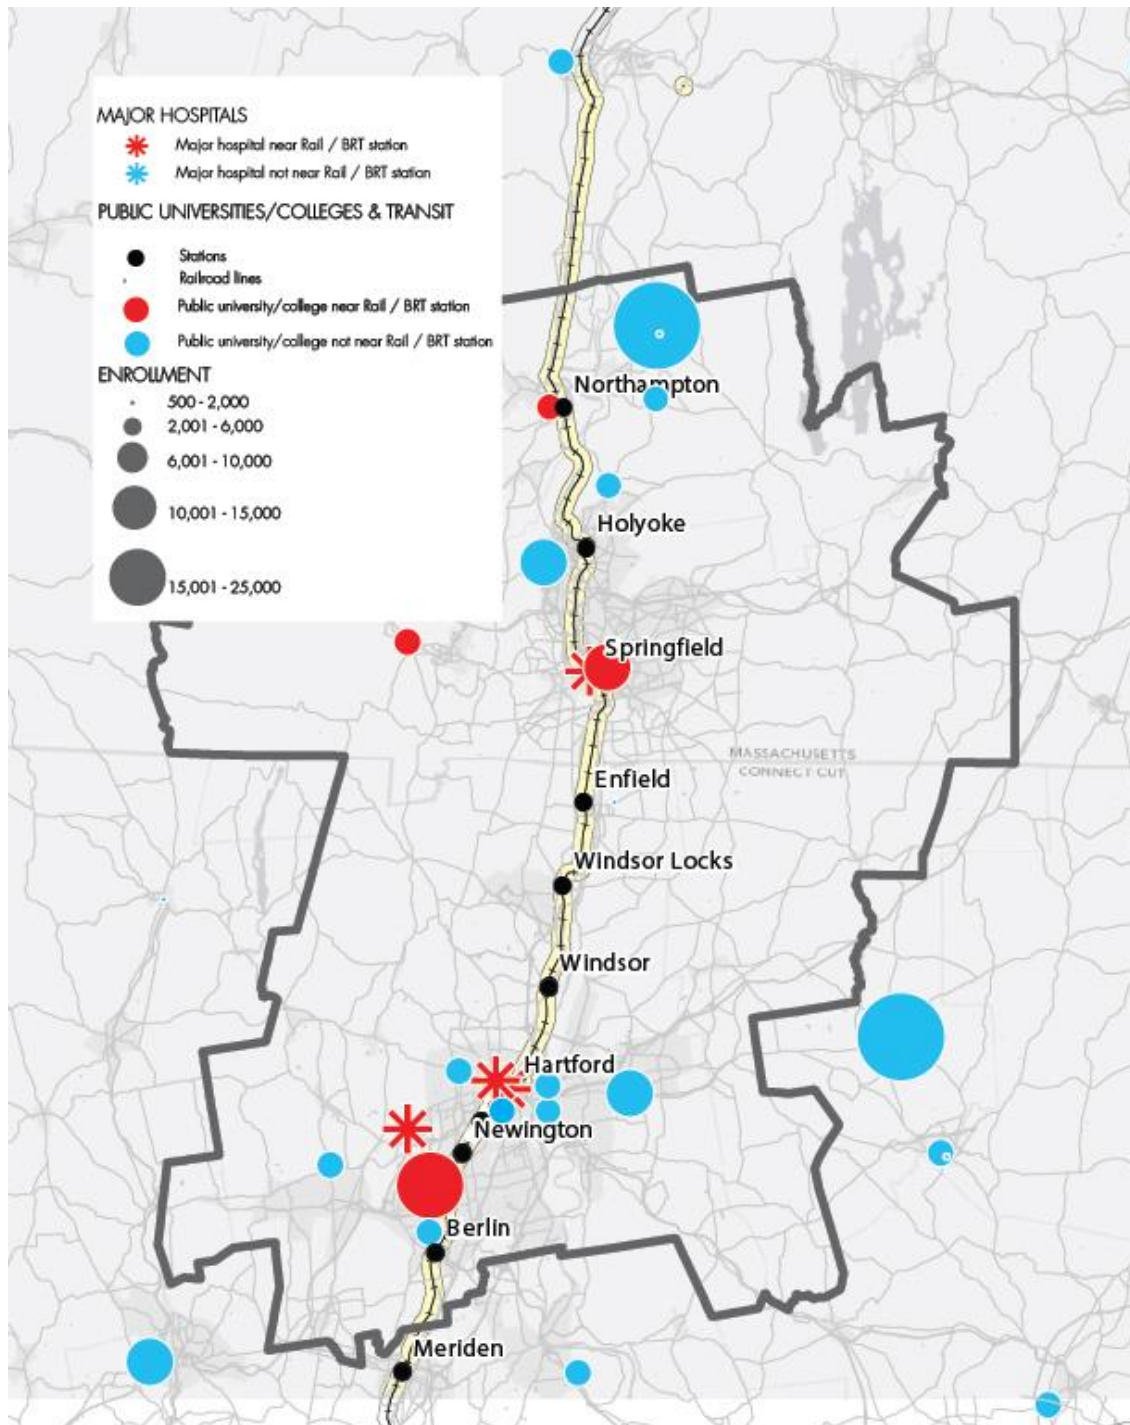 MAJOR HOSPITALS
Major hospital near Rail / BRT station
Major hospital not near Rail / BRT station
PUBLIC UNIVERSITIES/COLLEGES & TRANSIT
Stations
Railroad lines
Public university/college near Rail / BRT station
Public university/college not near Rail / BRT station
ENROLLMENT
500 - 2,000
2,001 - 6,000
6,001 - 10,000
10,001 - 15,000
15,001 - 25,000
Northampton
Holyoke
Springfield
MASSACHUSETTS
CONNECT CUT
Enfield
Windsor Locks
Windsor
Hartford
Newington
Berlin
Meriden